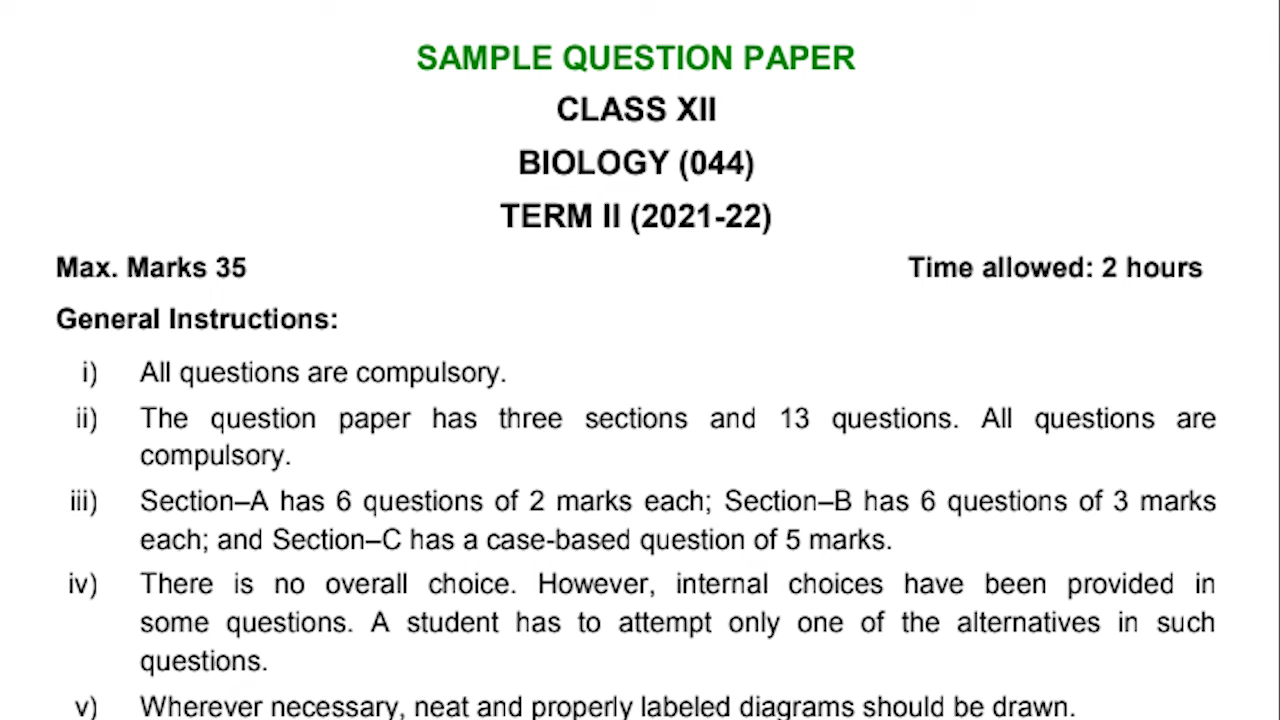 SAMPLE QUESTION PAPER
CLASS XII
BIOLOGY (044)
TERM II (2021-22)
Max. Marks 35 Time allowed: 2 hours
General Instructions:
i) All questions are compulsory.
ii) The question paper has three sections and 13 questions. All questions are
compulsory.
iii) Section–A has 6 questions of 2 marks each; Section–B has 6 questions of 3 marks
each; and Section–C has a case-based question of 5 marks.
iv) There is no overall choice. However, internal choices have been provided in
some questions. A student has to attempt only one of the alternatives in such
questions.
v) Wherever necessary, neat and properly labeled diagrams should be drawn.